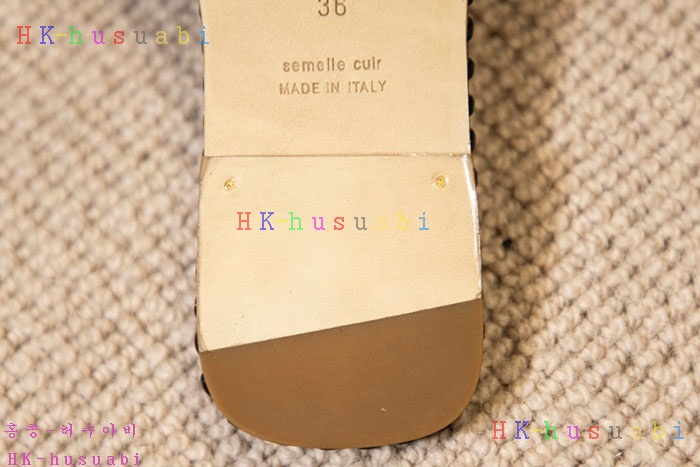 36
HK-husuabi
semelle cuir
MADE IN ITALY
HK-husuabi
홍콩-허쿠아비
HK-husuabi
HK-husuabi